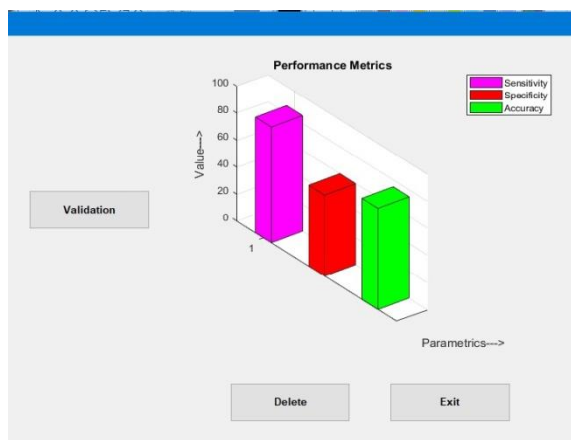 Performance Metrics
100
80
60
40
20
0
Value--->
1
Parametrics--->
Sensitivity
Specificity
Accuracy
Validation
Delete
Exit